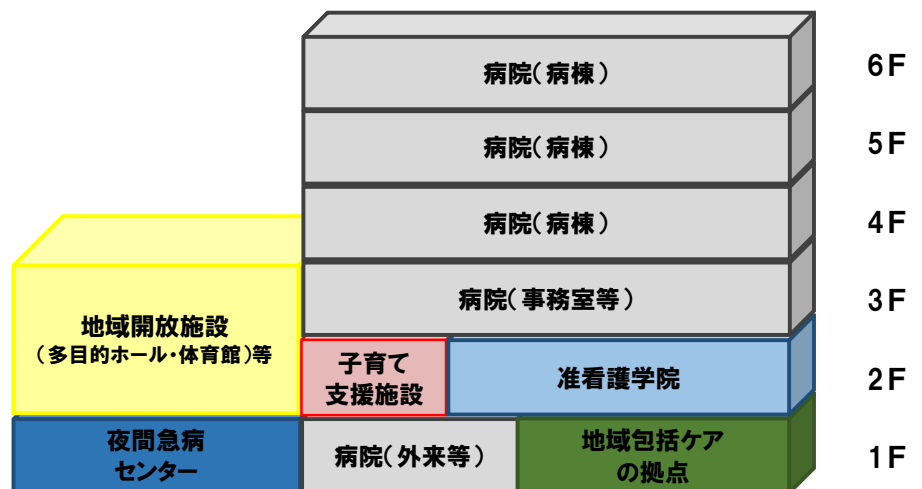 病院（病棟）
6F
病院（病棟）
5F
病院（病棟）
4F
病院（事務室等）
3F
地域開放施設
（多目的ホール・体育館）等
子育て
支援施設
准看護学院
2F
夜間急病
センター
病院（外来等）
地域包括ケア
の拠点
1F